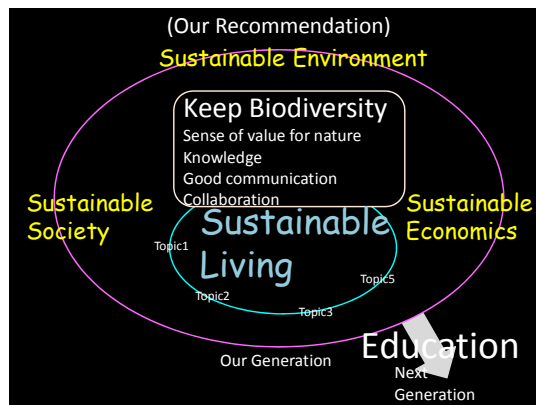 (Our Recommendation)
Sustainable Environment
Keep Biodiversity
Sense of value for nature
Knowledge
Good communication
Collaboration
Sustainable
Society
Sustainable
Economics
Sustainable
Living
Topic1
Topic2
Topic3
Topic5
Our Generation
Education
Next
Generation